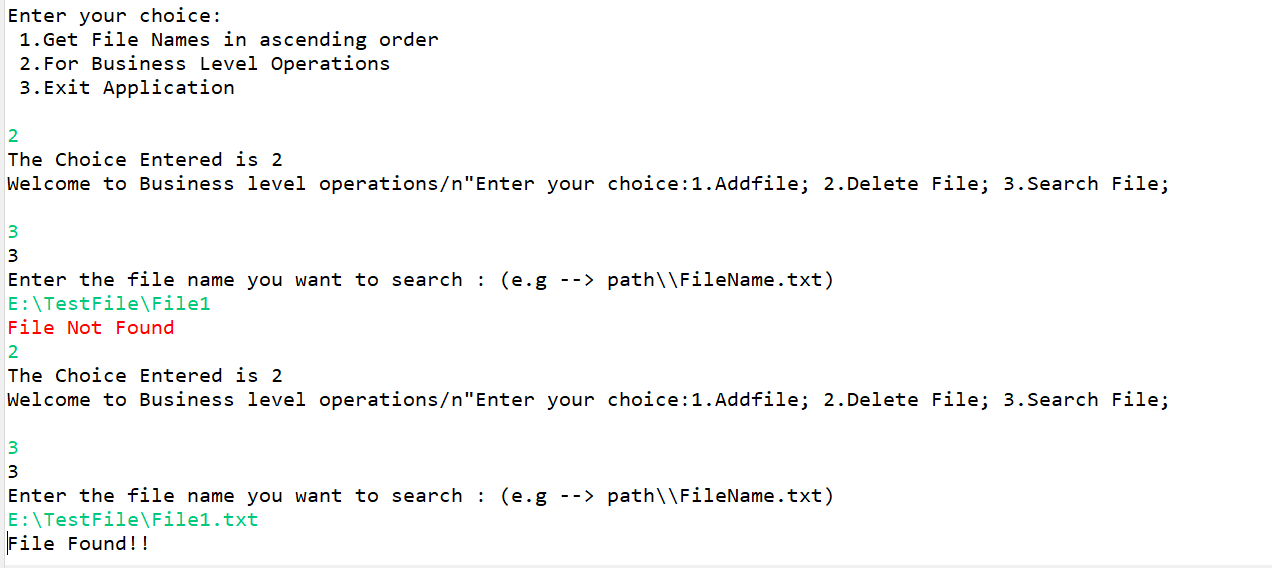 Enter your choice:
1.Get File Names in ascending order
2.For Business Level Operations
3.Exit Application
2
The Choice Entered is 2
Welcome to Business level operations/n"Enter your choice:1.Addfile; 2.Delete File; 3.Search File;
3
3
Enter the file name you want to search : (e.g --> path\\FileName.txt)
E:\TestFile\File1
File Not Found
2
The Choice Entered is 2
Welcome to Business level operations/n"Enter your choice:1.Addfile; 2.Delete File; 3.Search File;
3
3
Enter the file name you want to search : (e.g --> path\\FileName.txt)
E:\TestFile\File1.txt
File Found!!